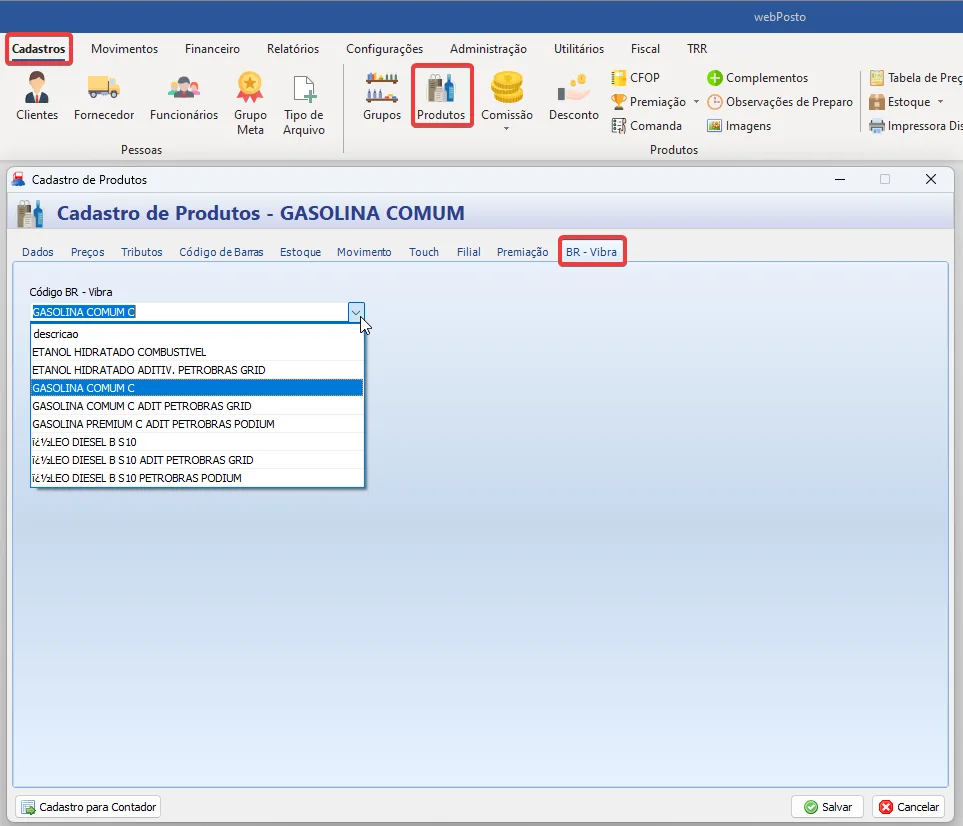 webPosto
Cadastros Movimentos Financeiro Relatórios Configurações Administração Utilitários Fiscal TRR
Clientes Fornecedor Funcionários Grupo Meta Tipo de Arquivo
Pessoas
Grupos Produtos Comissão Desconto
CFOP
Premiação
Comanda
Complementos
Observações de Preparo
Imagens
Produtos
Tabela de Preç
Estoque
Impressora Dis
Cadastro de Produtos
Cadastro de Produtos - GASOLINA COMUM
Dados Preços Tributos Código de Barras Estoque Movimento Touch Filial Premiação BR - Vibra
Código BR - Vibra
GASOLINA COMUM C
descricao
ETANOL HIDRATADO COMBUSTIVEL
ETANOL HIDRATADO ADITIV. PETROBRAS GRID
GASOLINA COMUM C
GASOLINA COMUM C ADIT PETROBRAS GRID
GASOLINA PREMIUM C ADIT PETROBRAS PODIUM
ï¿½LEO DIESEL B S10
ï¿½LEO DIESEL B S10 ADIT PETROBRAS GRID
ï¿½LEO DIESEL B S10 PETROBRAS PODIUM
Cadastro para Contador Salvar Cancelar